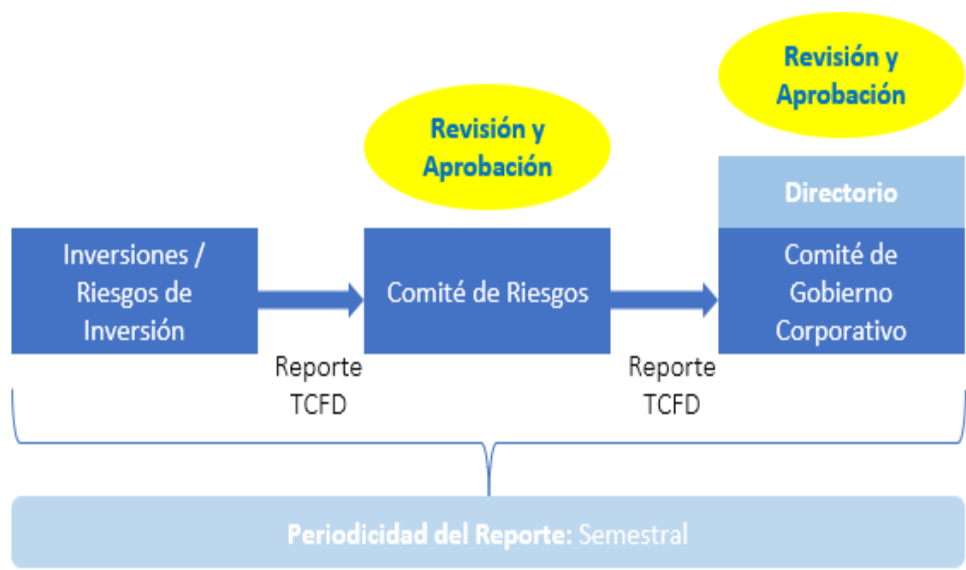 Revisión y
Aprobación
Revisión y
Aprobación
Directorio
Inversiones /
Riesgos de
Inversión
Comité de Riesgos
Comité de
Gobierno
Corporativo
Reporte
TCFD
Reporte
TCFD
Periodicidad del Reporte: Semestral